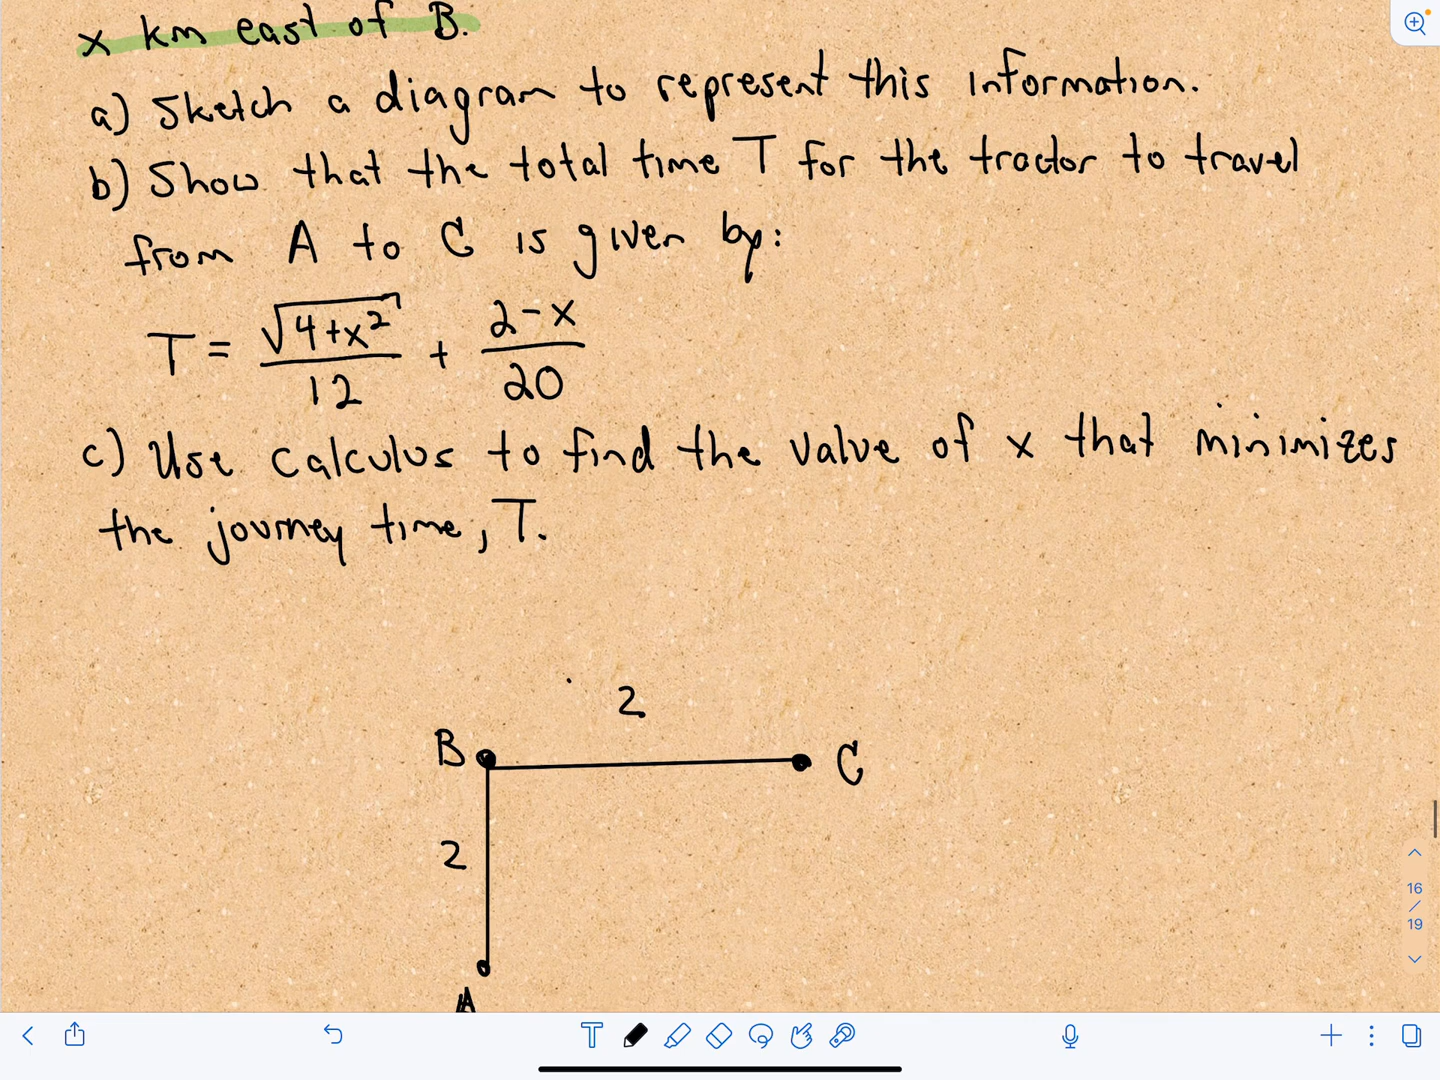 x km east of B.
a) Sketch a diagram to represent this information.
b) Show that the total time T for the tractor to travel
from A to C is given by:
T = √(4+x²)/12 + (2-x)/20
c) Use calculus to find the value of x that minimizes
the journey time, T.
2
B
C
2
A
16
/
19
T